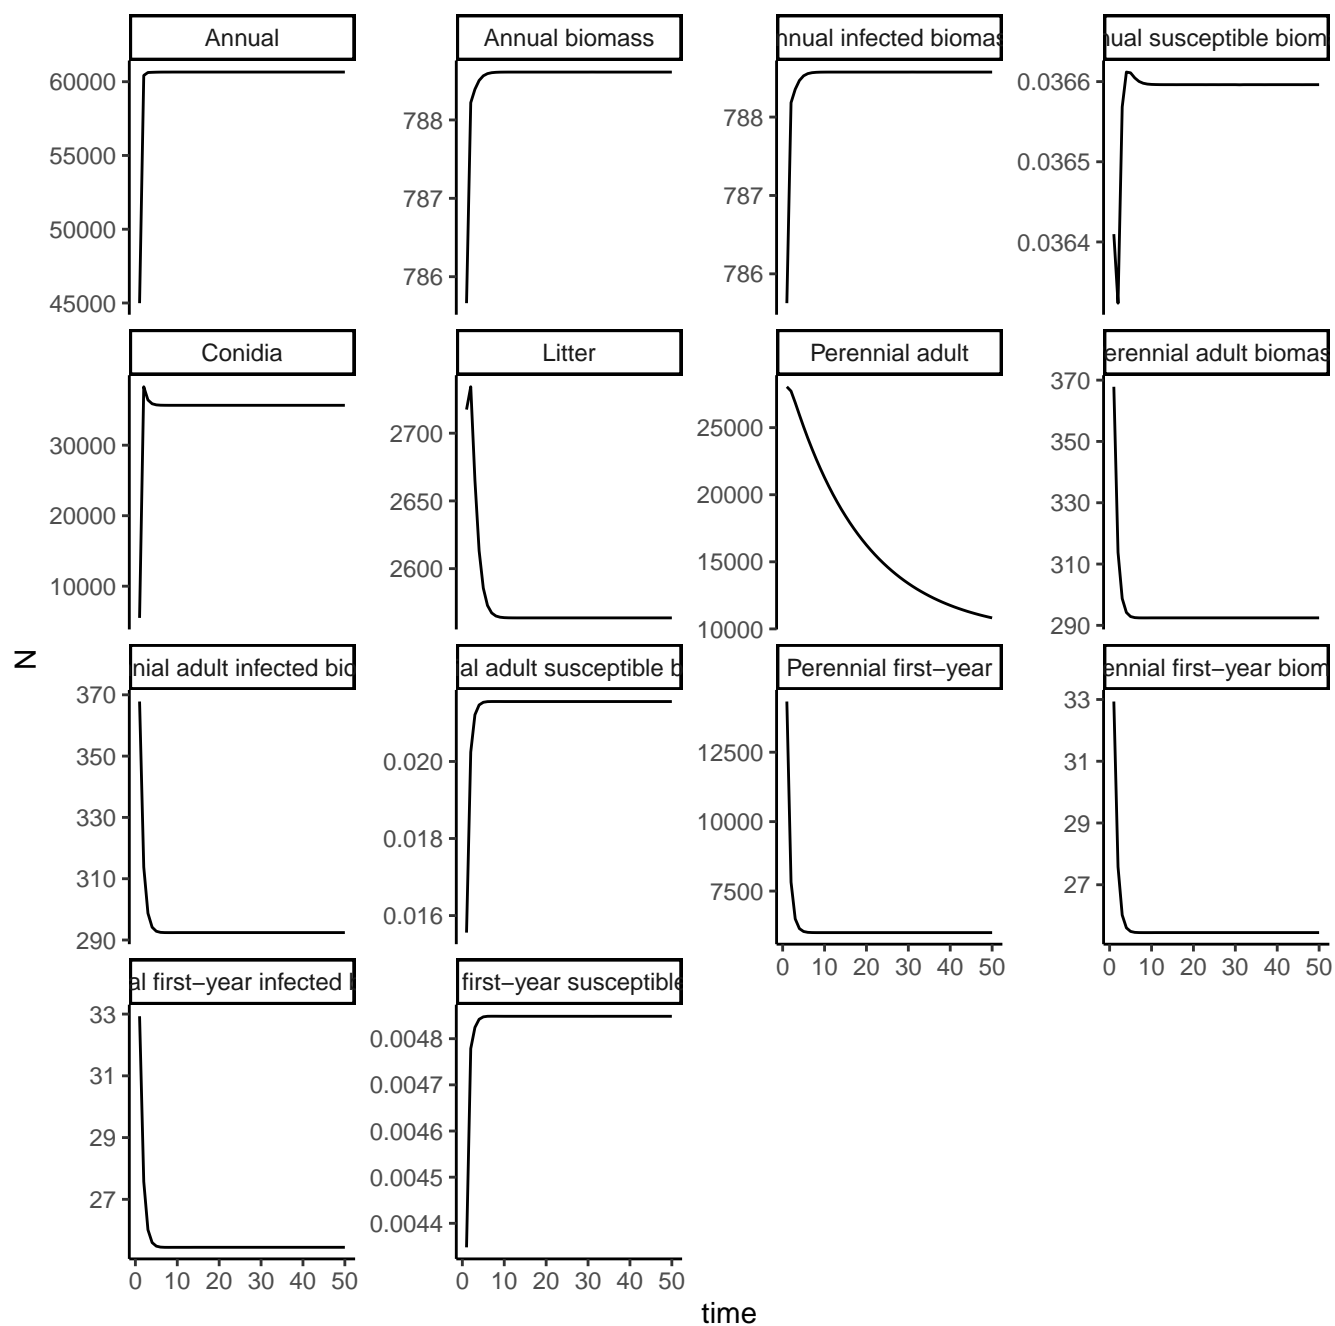 Annual
Annual biomass
nnual infected biomas
nual susceptible biom
60000
55000
50000
45000
788
787
786
788
787
786
0.0366
0.0365
0.0364
Conidia
Litter
Perennial adult
erennial adult biomas
30000
20000
10000
2700
2650
2600
25000
20000
15000
10000
370
350
330
310
290
N
nial adult infected bio
al adult susceptible b
Perennial first−year
ennial first−year biom
370
350
330
310
290
0.020
0.018
0.016
12500
10000
7500
0 10 20 30 40 50
33
31
29
27
0 10 20 30 40 50
al first−year infected b
first−year susceptible
33
31
29
27
0 10 20 30 40 50
0.0048
0.0047
0.0046
0.0045
0.0044
0 10 20 30 40 50
time